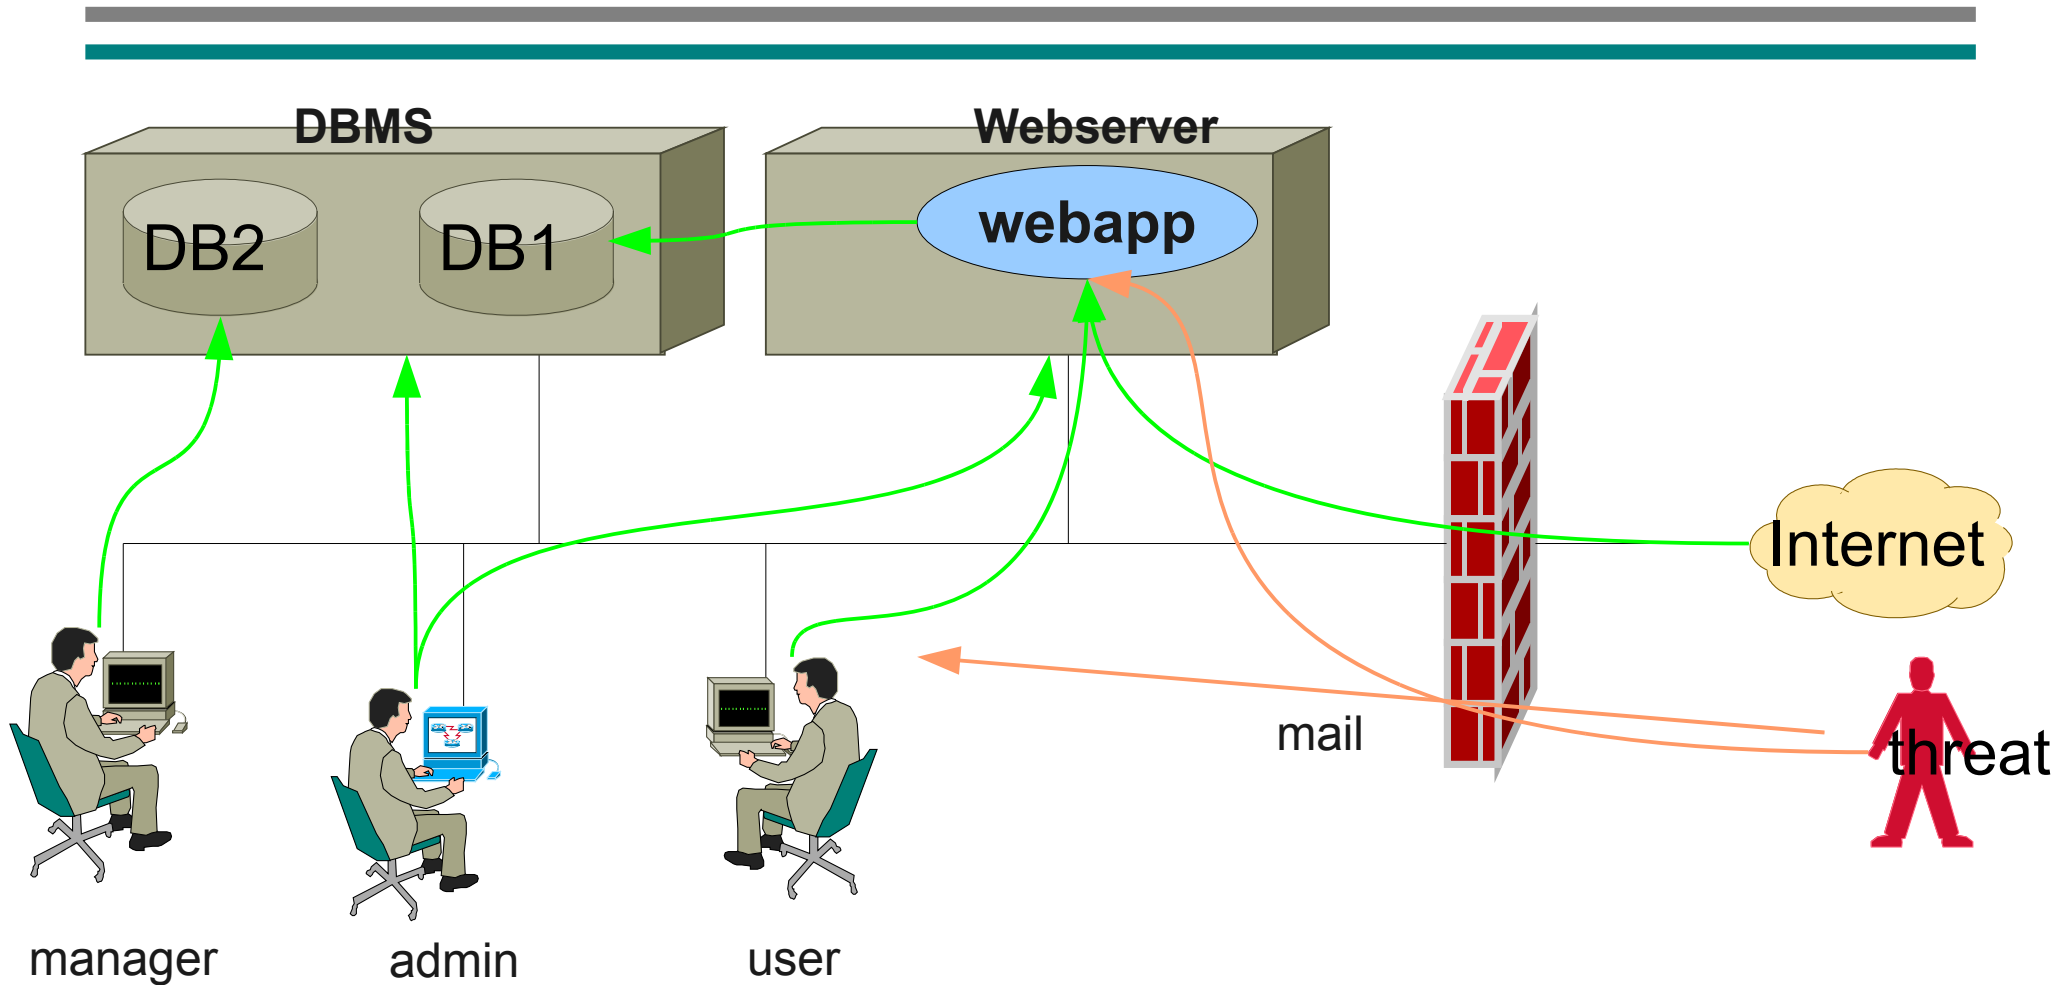 DBMS
Webserver
DB2
DB1
webapp
Internet
mail
threat
manager
admin
user